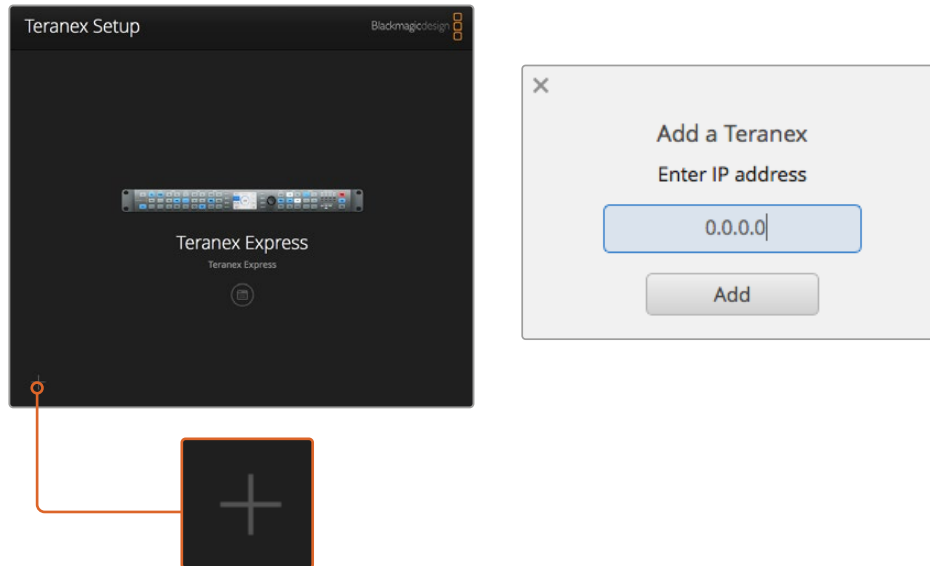 Teranex Setup
Blackmagicdesign
Teranex Express
Teranex Express
Add a Teranex
Enter IP address
0.0.0.0
Add